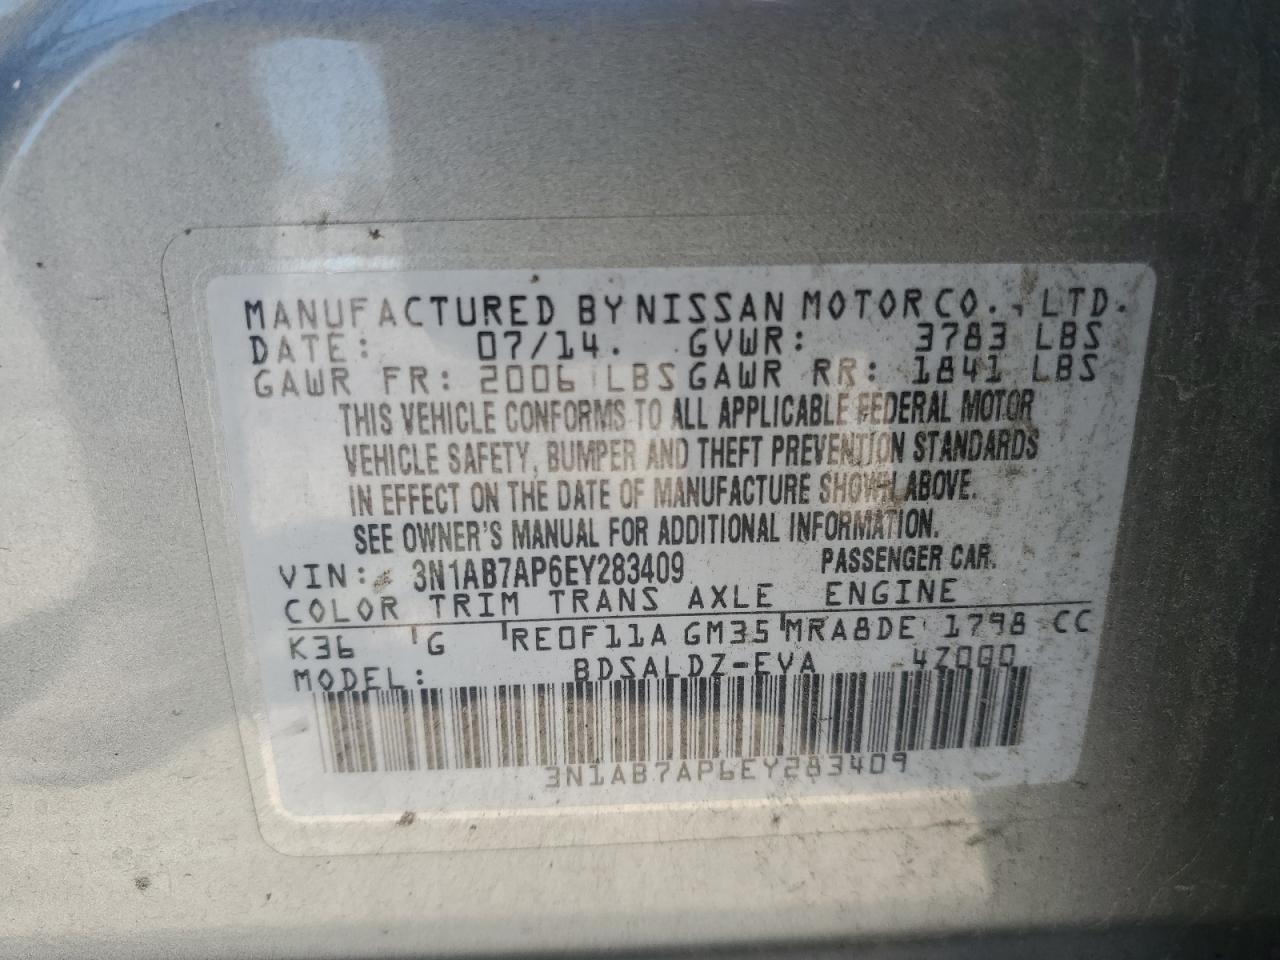 MANUFACTURED BY NISSAN MOTOR CO., LTD.
DATE: 07/14. GVWR: 3783 LBS
GAWR FR: 2006 LBS GAWR RR: 1841 LBS
THIS VEHICLE CONFORMS TO ALL APPLICABLE FEDERAL MOTOR
VEHICLE SAFETY, BUMPER AND THEFT PREVENTION STANDARDS
IN EFFECT ON THE DATE OF MANUFACTURE SHOWN ABOVE.
SEE OWNER'S MANUAL FOR ADDITIONAL INFORMATION.
VIN: 3N1AB7AP6EY283409 PASSENGER CAR.
COLOR TRIM TRANS AXLE ENGINE
K36 G RE0F11A GM35 MRA8DE 1798 CC
MODEL: BDSALDZ-EVA 4Z000
3N1AB7AP6EY283409